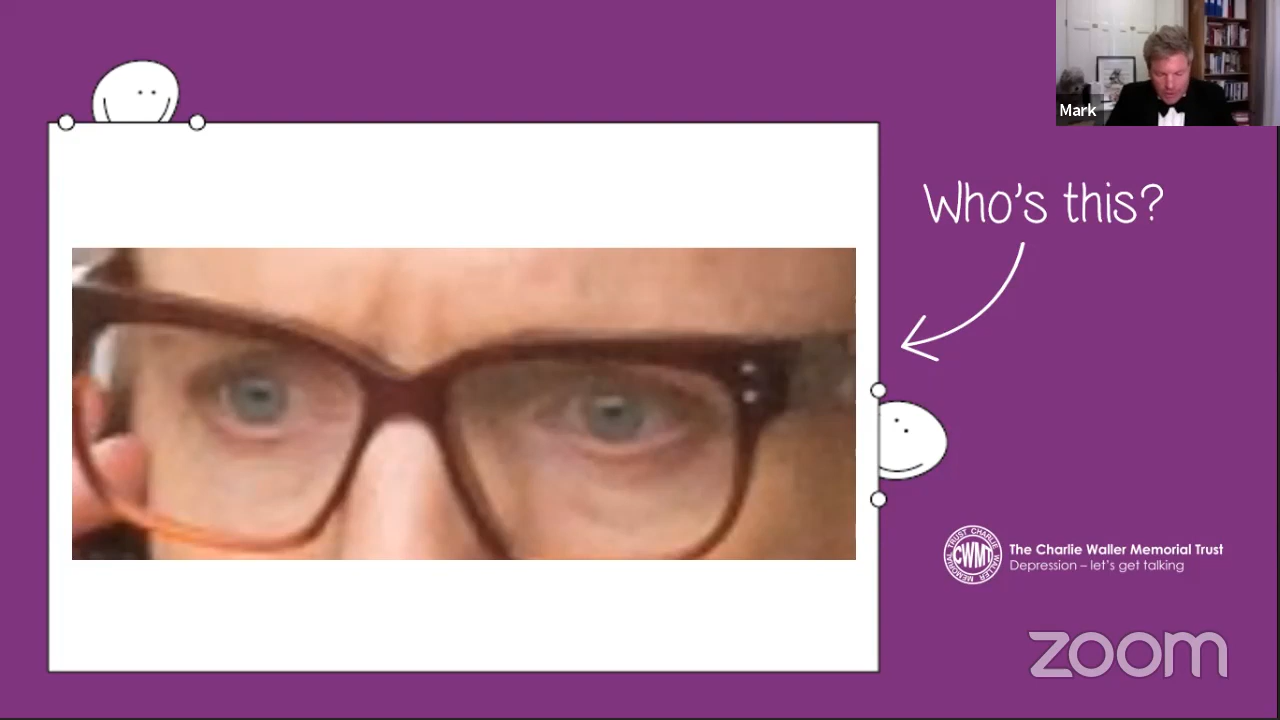 Mark
Who's this?
CWMT
TRUST CHARLIE WALLER MEMORIAL
The Charlie Waller Memorial Trust
Depression – let's get talking
zoom